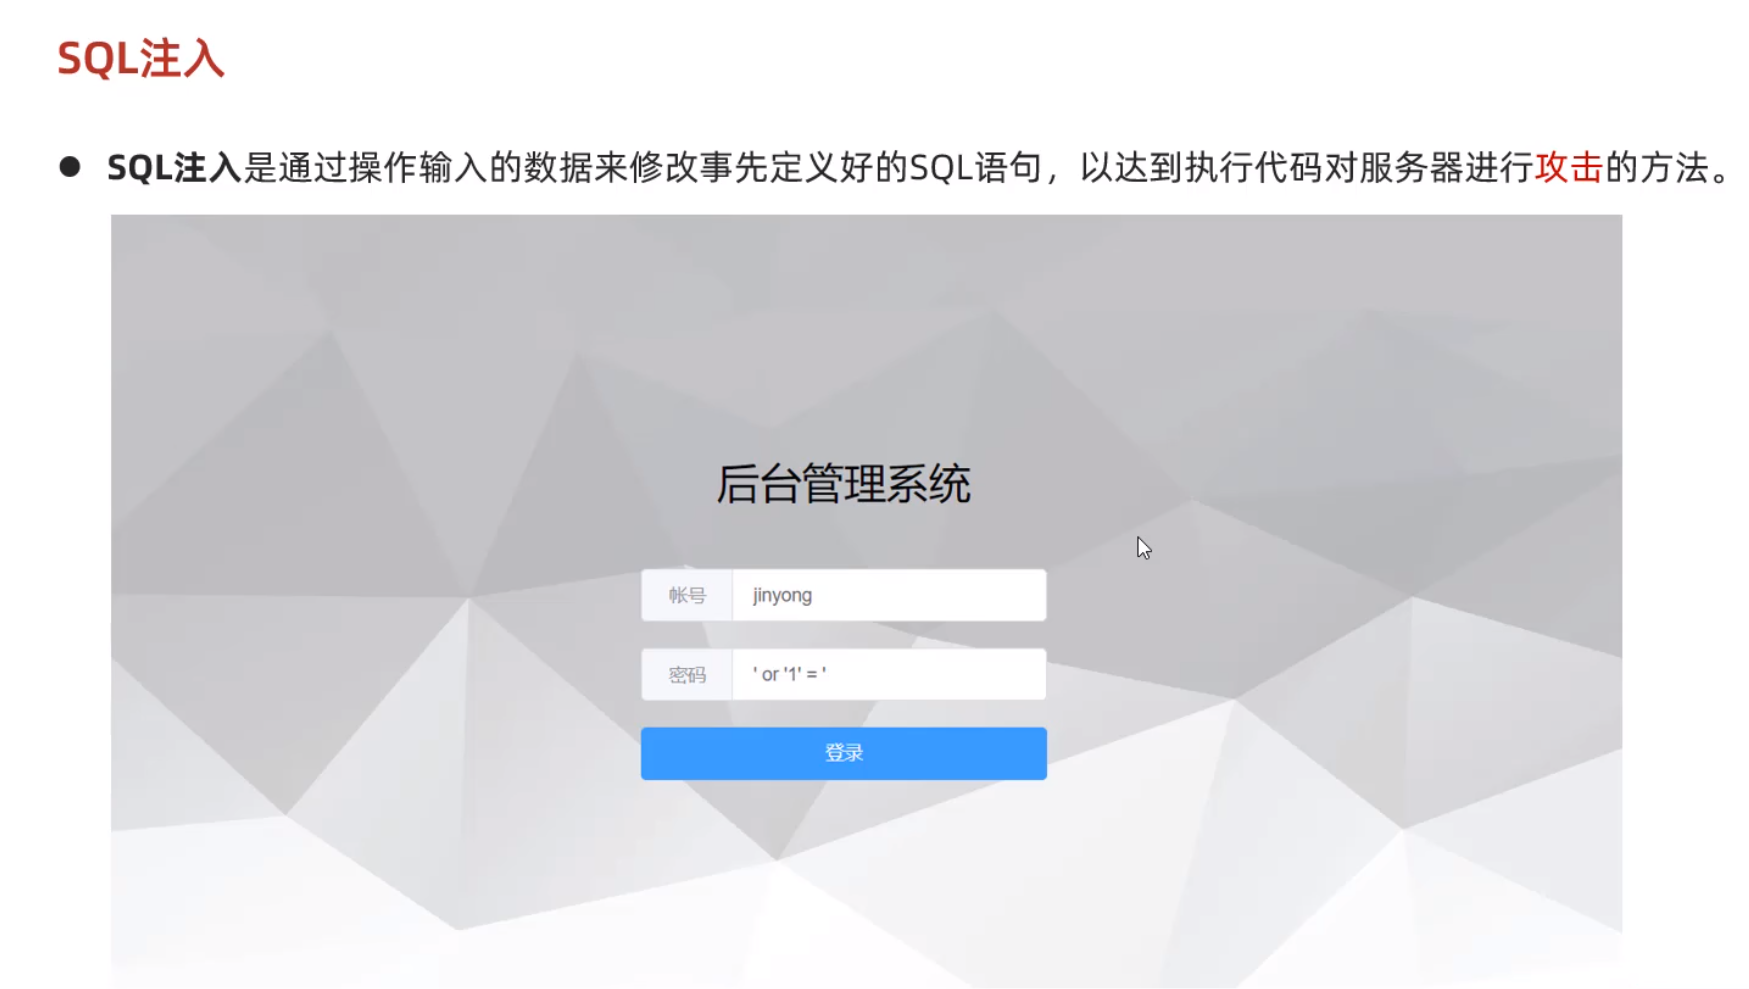 SQL注入
● SQL注入是通过操作输入的数据来修改事先定义好的SQL语句，以达到执行代码对服务器进行攻击的方法。
后台管理系统
帐号 jinyong
密码 ' or '1' = '
登录